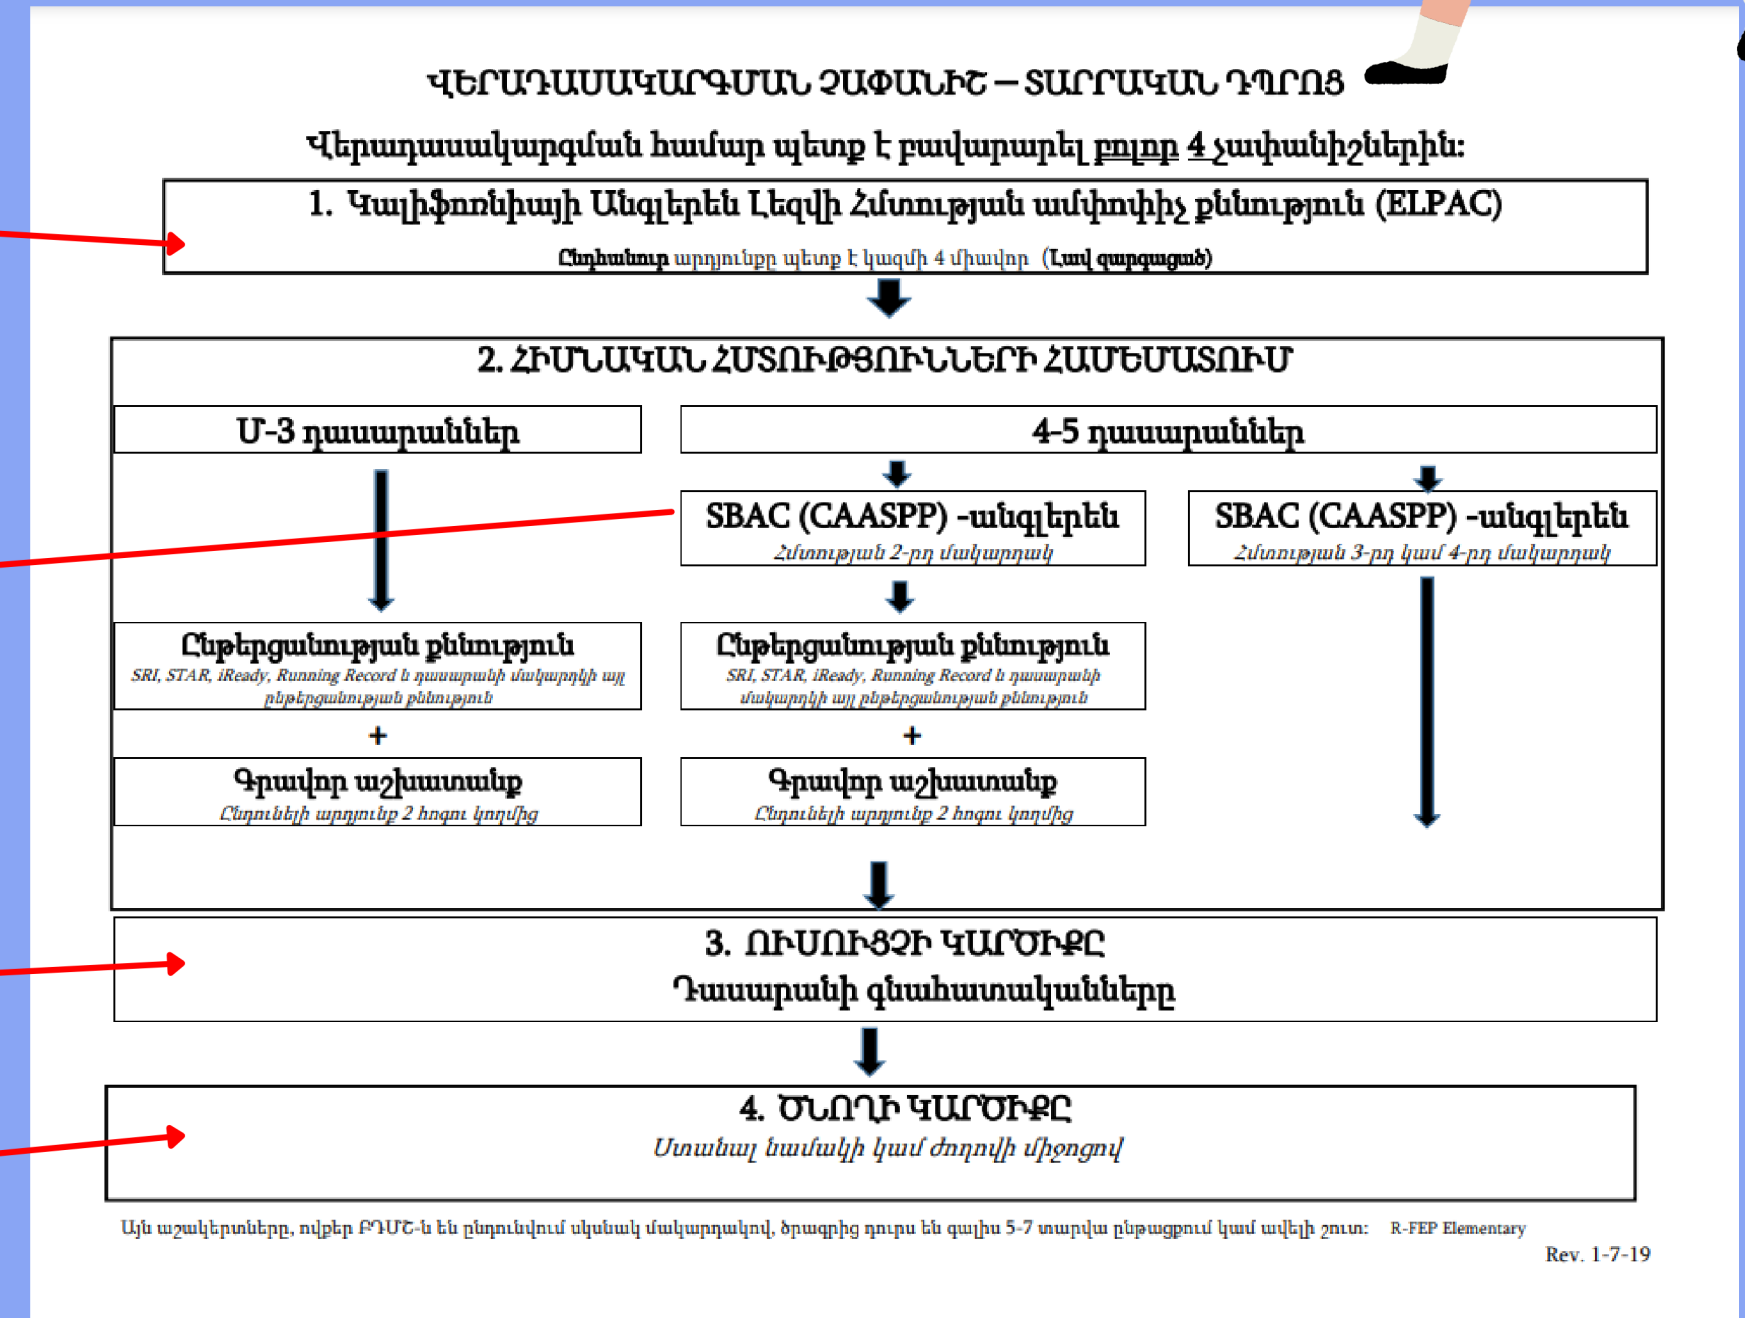 ՎԵՐԱԴԱՍԱԿԱՐԳՄԱՆ ՉԱՓԱՆԻՇ – ՏԱՐՐԱԿԱՆ ԴՊՐՈՑ
Վերադասակարգման համար պետք է բավարարել բոլոր 4 չափանիշներին:
1. Կալիֆոռնիայի Անգլերեն Լեզվի Հմտության ամփոփիչ քննություն (ELPAC)
Ընդհանուր արդյունքը պետք է կազմի 4 միավոր (Լավ զարգացած)
2. ՀԻՄՆԱԿԱՆ ՀՄՏՈՒԹՅՈՒՆՆԵՐԻ ՀԱՄԵՄԱՏՈՒՄ
Մ-3 դասարաններ
4-5 դասարաններ
SBAC (CAASPP) -անգլերեն
Հմտության 2-րդ մակարդակ
SBAC (CAASPP) -անգլերեն
Հմտության 3-րդ կամ 4-րդ մակարդակ
Ընթերցանության քննություն
SRI, STAR, iReady, Running Record և դասարանի մակարդկի այլ
ընթերցանության քննություն
Ընթերցանության քննություն
SRI, STAR, iReady, Running Record և դասարանի
մակարդկի այլ ընթերցանության քննություն
+
+
Գրավոր աշխատանք
Ընդունելի արդյունք 2 հոգու կողմից
Գրավոր աշխատանք
Ընդունելի արդյունք 2 հոգու կողմից
3. ՈՒՍՈՒՑՉԻ ԿԱՐԾԻՔԸ
Դասարանի գնահատականները
4. ԾՆՈՂԻ ԿԱՐԾԻՔԸ
Ստանալ նամակի կամ ժողովի միջոցով
Այն աշակերտները, ովքեր ԲԴՄԾ-ն են ընդունվում սկսնակ մակարդակով, ծրագրից դուրս են գալիս 5-7 տարվա ընթացքում կամ ավելի շուտ: R-FEP Elementary
Rev. 1-7-19